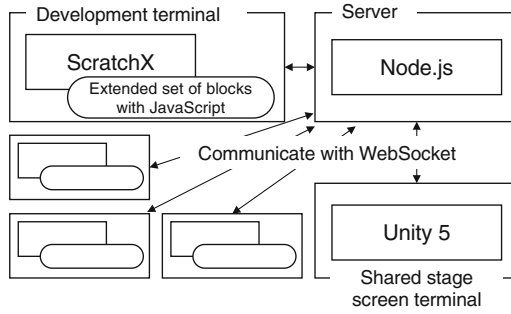 Development terminal
ScratchX
Extended set of blocks
with JavaScript
Server
Node.js
Communicate with WebSocket
Unity 5
Shared stage
screen terminal